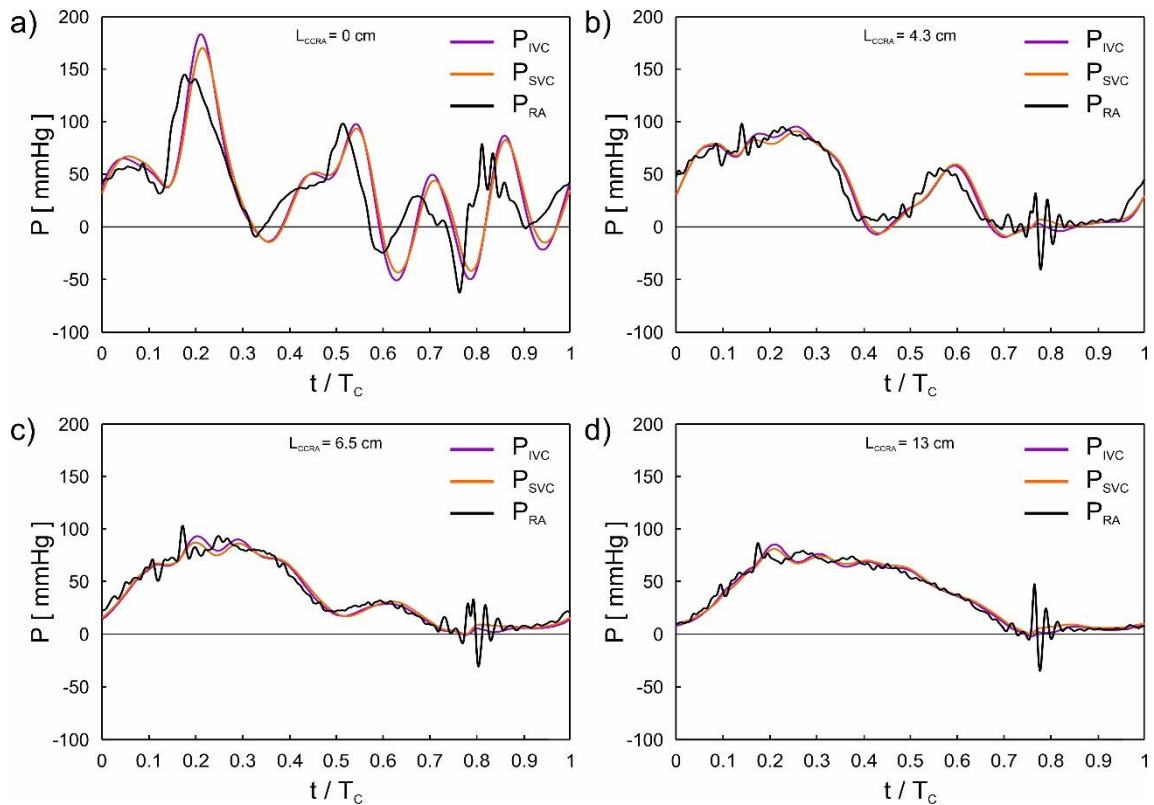 a)
L_CCRA = 0 cm
P_IVC
P_SVC
P_RA
P [ mmHg]
200
150
100
50
0
-50
-100
0 0.1 0.2 0.3 0.4 0.5 0.6 0.7 0.8 0.9 1
t / T_C
b)
L_CCRA = 4.3 cm
P_IVC
P_SVC
P_RA
P [ mmHg]
200
150
100
50
0
-50
-100
0 0.1 0.2 0.3 0.4 0.5 0.6 0.7 0.8 0.9 1
t / T_C
c)
L_CCRA = 6.5 cm
P_IVC
P_SVC
P_RA
P [ mmHg]
200
150
100
50
0
-50
-100
0 0.1 0.2 0.3 0.4 0.5 0.6 0.7 0.8 0.9 1
t / T_C
d)
L_CCRA = 13 cm
P_IVC
P_SVC
P_RA
P [ mmHg]
200
150
100
50
0
-50
-100
0 0.1 0.2 0.3 0.4 0.5 0.6 0.7 0.8 0.9 1
t / T_C